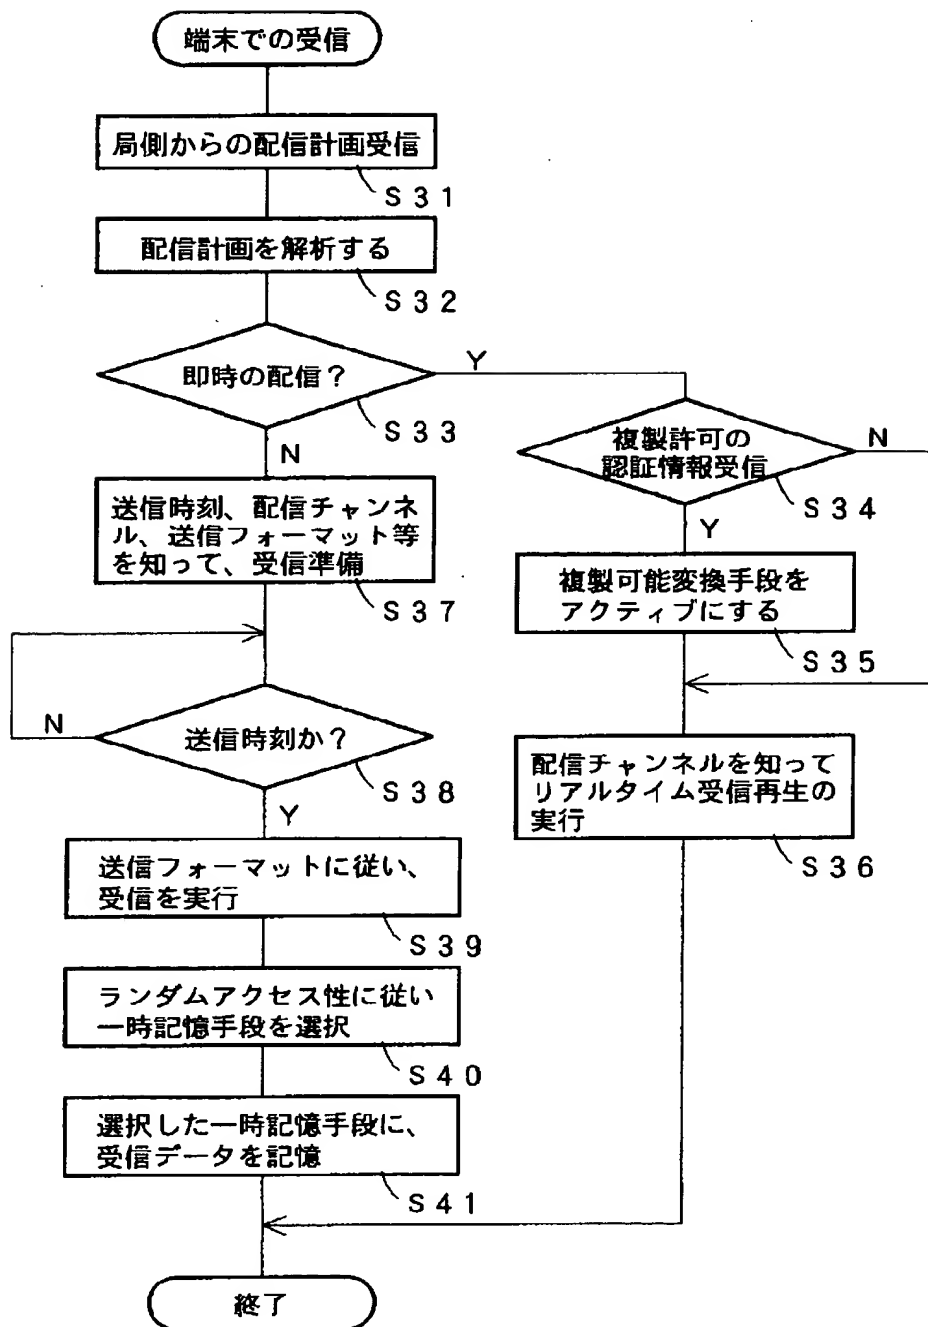 端末での受信
局側からの配信計画受信
S31
配信計画を解析する
S32
即時の配信？
Y
S33
N
複製許可の
認証情報受信
N
S34
Y
送信時刻、配信チャンネ
ル、送信フォーマット等
を知って、受信準備
S37
複製可能変換手段を
アクティブにする
S35
送信時刻か？
N
S38
Y
配信チャンネルを知って
リアルタイム受信再生の
実行
S36
送信フォーマットに従い、
受信を実行
S39
ランダムアクセス性に従い
一時記憶手段を選択
S40
選択した一時記憶手段に、
受信データを記憶
S41
終了